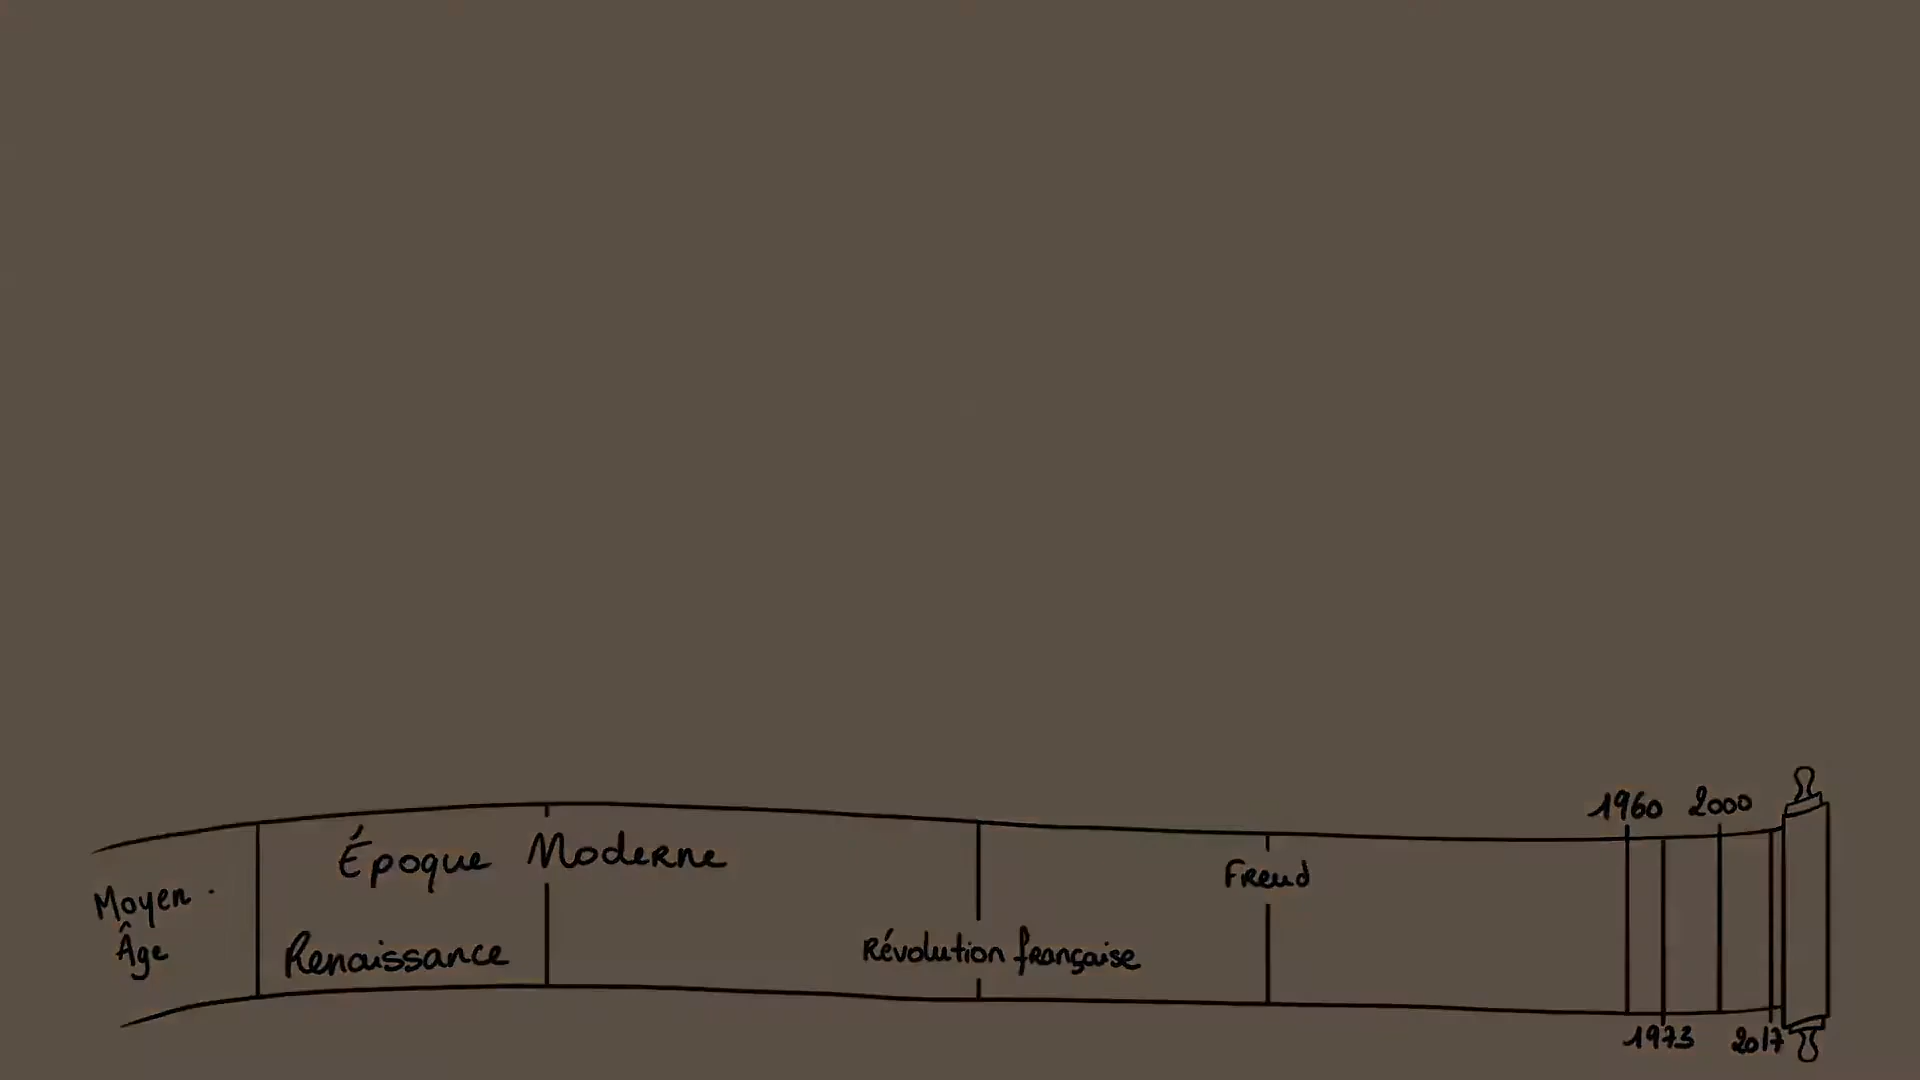 Moyen-
Âge
Époque Moderne
Renaissance
Révolution française
Freud
1960
1973
2000
2017